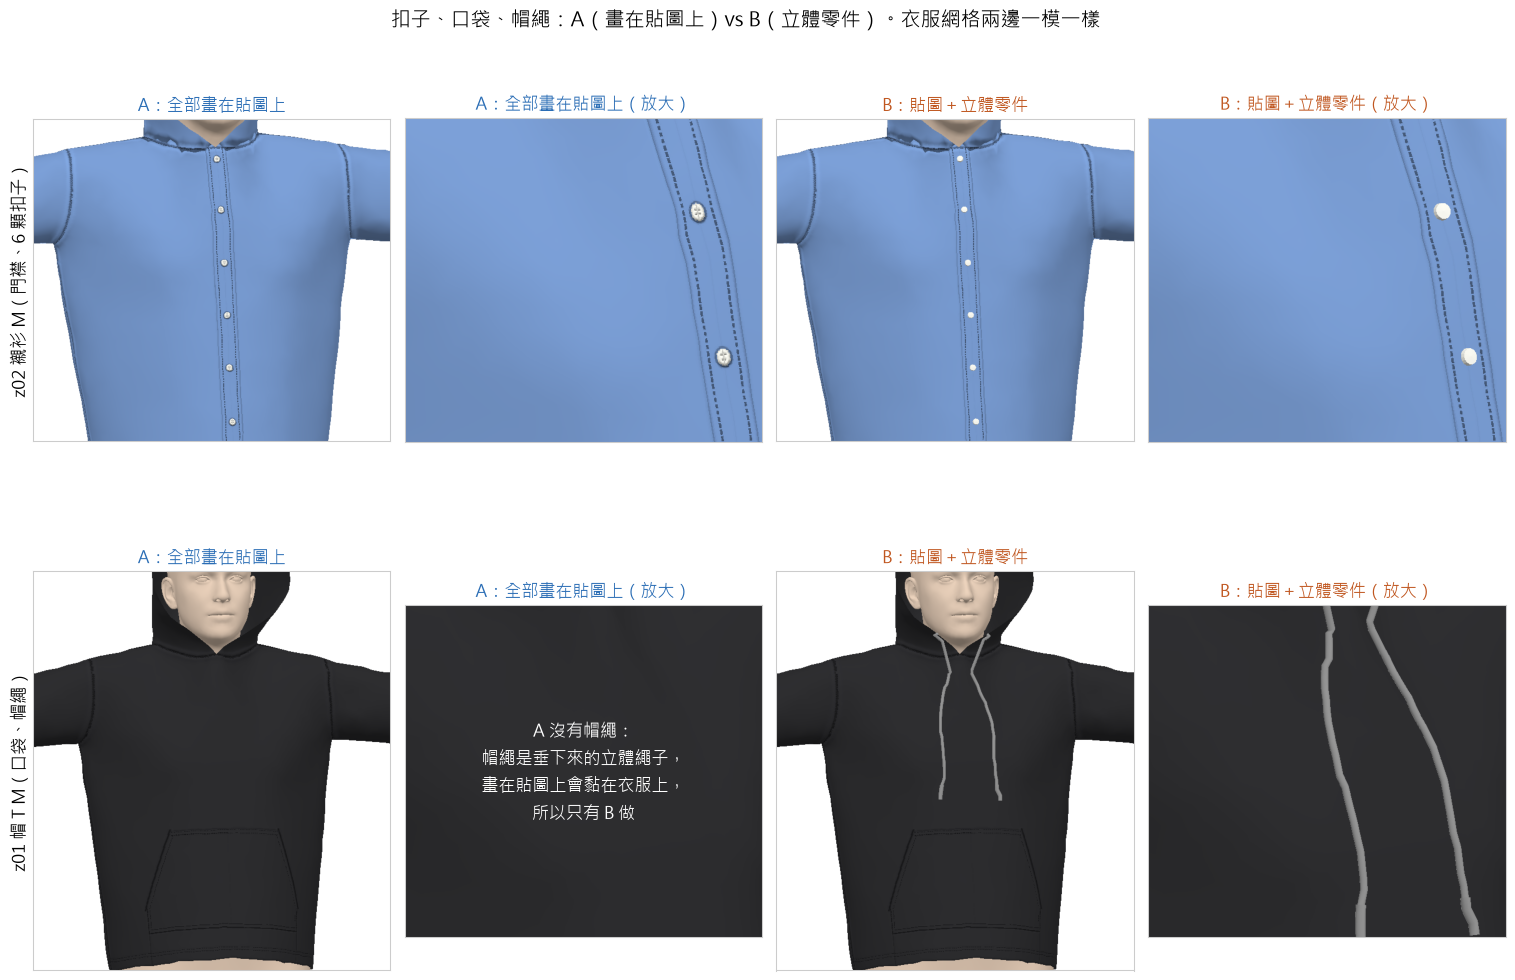 扣子、口袋、帽繩：A（畫在貼圖上）vs B（立體零件）。衣服網格兩邊一模一樣
A：全部畫在貼圖上
A：全部畫在貼圖上（放大）
B：貼圖＋立體零件
B：貼圖＋立體零件（放大）
z02 襯衫 M（門襟、6 顆扣子）
A：全部畫在貼圖上
A：全部畫在貼圖上（放大）
B：貼圖＋立體零件
B：貼圖＋立體零件（放大）
z01 帽 T M（口袋、帽繩）
A 沒有帽繩：
帽繩是垂下來的立體繩子，
畫在貼圖上會黏在衣服上，
所以只有 B 做